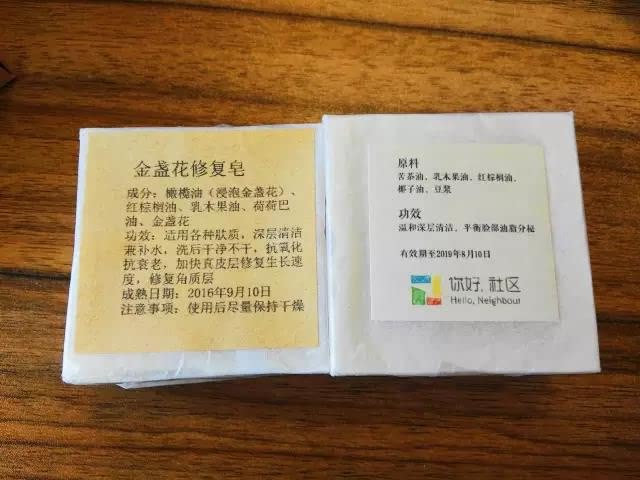 金盏花修复皂
成分：橄榄油（浸泡金盏花）、
红棕榈油、乳木果油、荷荷巴
油、金盏花
功效：适用各种肤质，深层清洁
兼补水，洗后干净不干，抗氧化
抗衰老，加快真皮层修复生长速
度，修复角质层
成熟日期：2016年9月10日
注意事项：使用后尽量保持干燥
原料
苦茶油、乳木果油、红棕榈油、
椰子油、豆浆
功效
温和深层清洁、平衡脸部油脂分秘
有效期至2019年8月10日
你好，社区
Hello, Neighbour